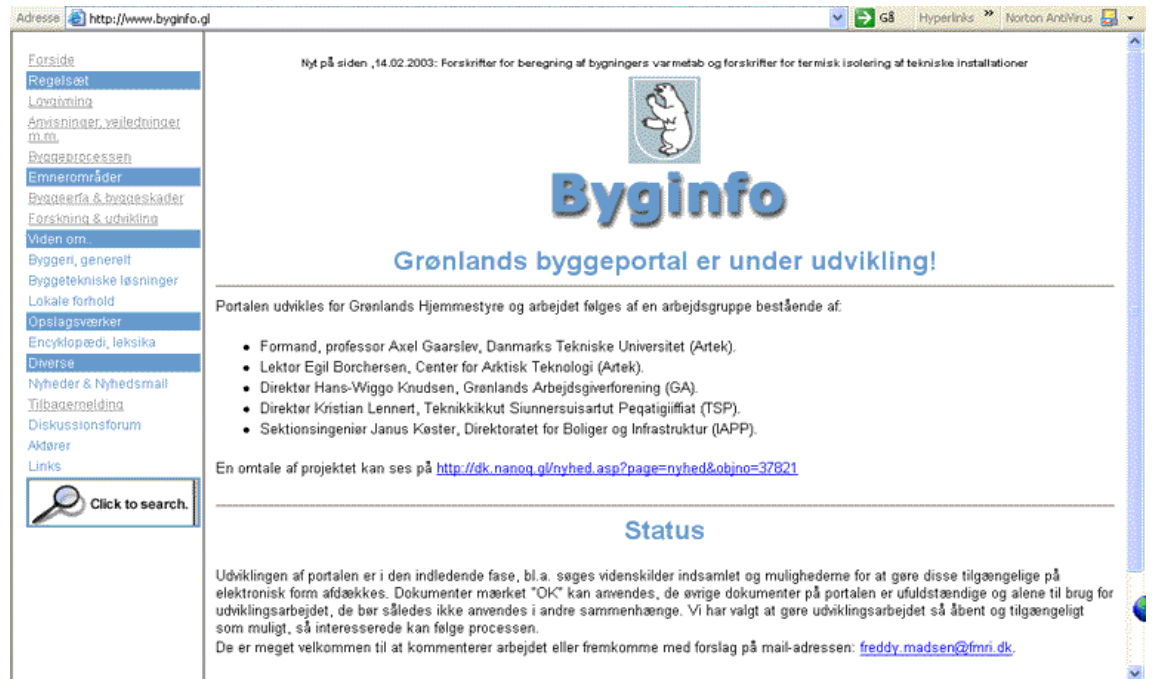 Adresse http://www.byginfo.gl Gå Hyperlinks » Norton AntiVirus
Forside
Regelsæt
Lovgivning
Anvisninger, vejledninger
m.m.
Byggeprocessen
Emnerområder
Byggeerfa & byggeskader
Forskning & udvikling
Viden om..
Byggeri, generelt
Byggetekniske løsninger
Lokale forhold
Opslagsværker
Encyklopædi, leksika
Diverse
Nyheder & Nyhedsmail
Tilbagemelding
Diskussionsforum
Aktører
Links
Click to search.
Nyt på siden ,14.02.2003: Forskrifter for beregning af bygningers varmetab og forskrifter for termisk isolering af tekniske installationer
Byginfo
Grønlands byggeportal er under udvikling!
Portalen udvikles for Grønlands Hjemmestyre og arbejdet følges af en arbejdsgruppe bestående af:
• Formand, professor Axel Gaarslev, Danmarks Tekniske Universitet (Artek).
• Lektor Egil Borchersen, Center for Arktisk Teknologi (Artek).
• Direktør Hans-Wiggo Knudsen, Grønlands Arbejdsgiverforening (GA).
• Direktør Kristian Lennert, Teknikkikkut Siunnersuisartut Peqatigiiffiat (TSP).
• Sektionsingeniør Janus Køster, Direktoratet for Boliger og Infrastruktur (IAPP).
En omtale af projektet kan ses på http://dk.nanoq.gl/nyhed.asp?page=nyhed&objno=37821
Status
Udviklingen af portalen er i den indledende fase, bl.a. søges videnskilder indsamlet og mulighederne for at gøre disse tilgængelige på
elektronisk form afdækkes. Dokumenter mærket "OK" kan anvendes, de øvrige dokumenter på portalen er ufuldstændige og alene til brug for
udviklingsarbejdet, de bør således ikke anvendes i andre sammenhænge. Vi har valgt at gøre udviklingsarbejdet så åbent og tilgængeligt
som muligt, så interesserede kan følge processen.
De er meget velkommen til at kommenterer arbejdet eller fremkomme med forslag på mail-adressen: freddy.madsen@fmri.dk.